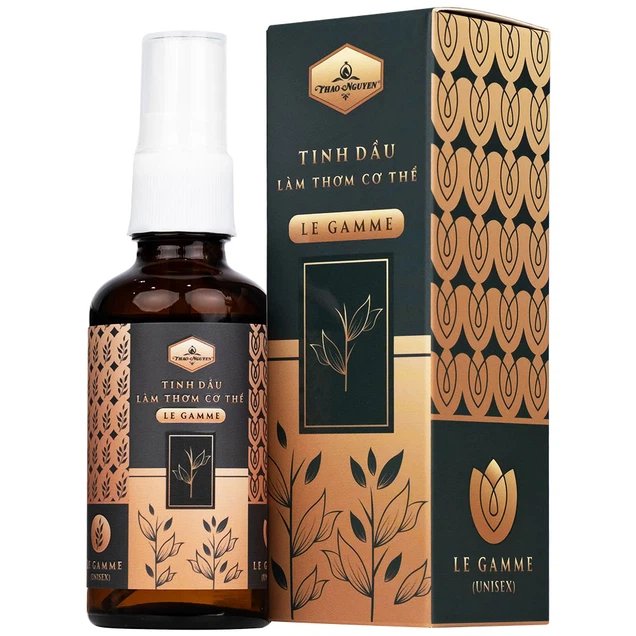 THAO NGUYEN
TINH DẦU
LÀM THƠM CƠ THỂ
LE GAMME
LE GAMME
(UNISEX)
THAO NGUYEN
TINH DẦU
LÀM THƠM CƠ THỂ
LE GAMME
LE GAMME
(UNISEX)